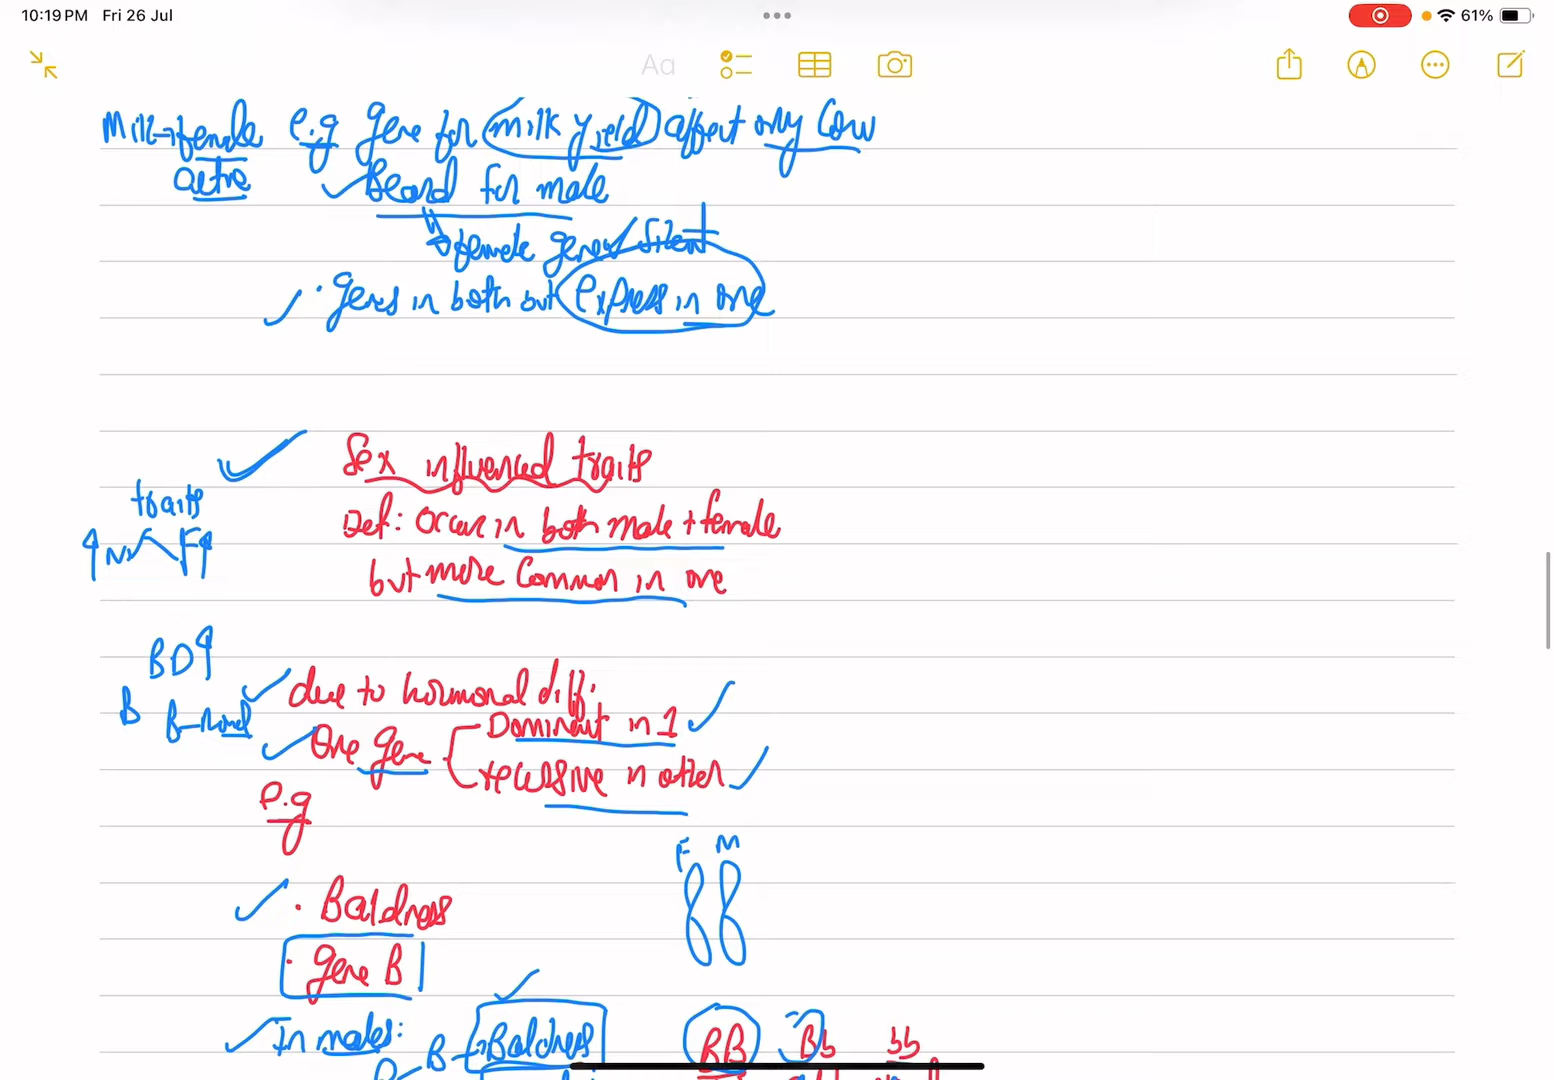 10:19 PM Fri 26 Jul
61%
Aa
Milk→female e.g gene for milk yield affect only Cow
active
Beard for male
female gene silent
· genes in both but express in one
Sex influenced traits
traits
Def: Occur in both male + female
M F
but more Common in one
BD
due to hormonal diff:
B
Dominant in 1
One gene
recessive in other
e.g
F M
· Baldness
· gene B
In males: B → Baldness BB Bb bb